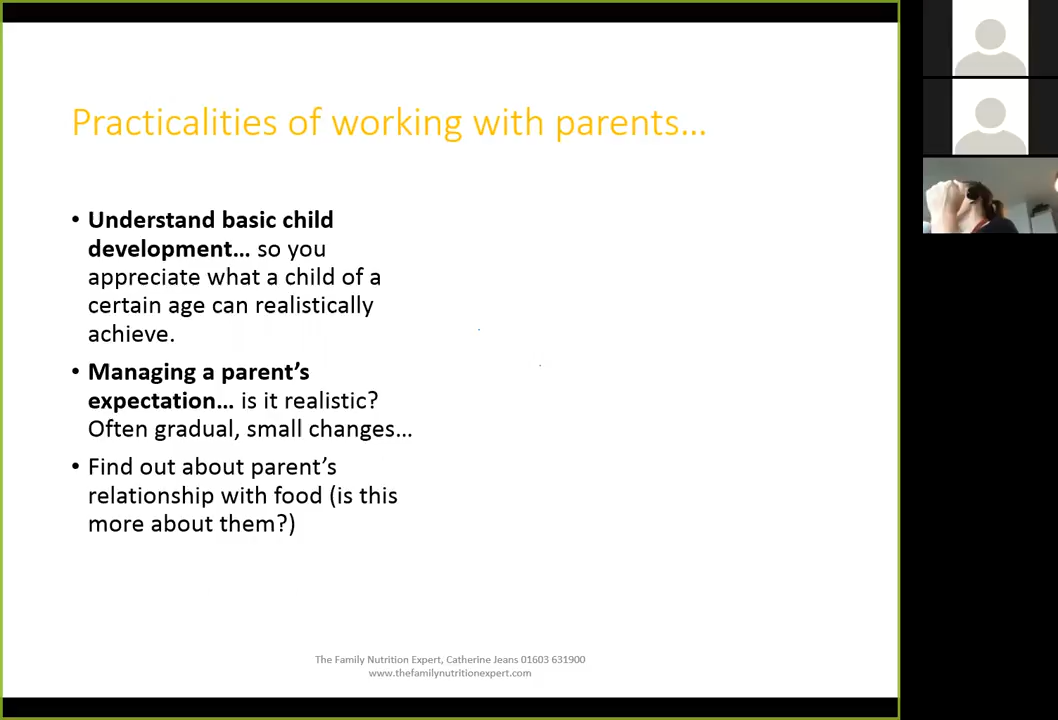 Practicalities of working with parents…
• Understand basic child
development… so you
appreciate what a child of a
certain age can realistically
achieve.
• Managing a parent’s
expectation… is it realistic?
Often gradual, small changes…
• Find out about parent’s
relationship with food (is this
more about them?)
The Family Nutrition Expert, Catherine Jeans 01603 631900
www.thefamilynutritionexpert.com